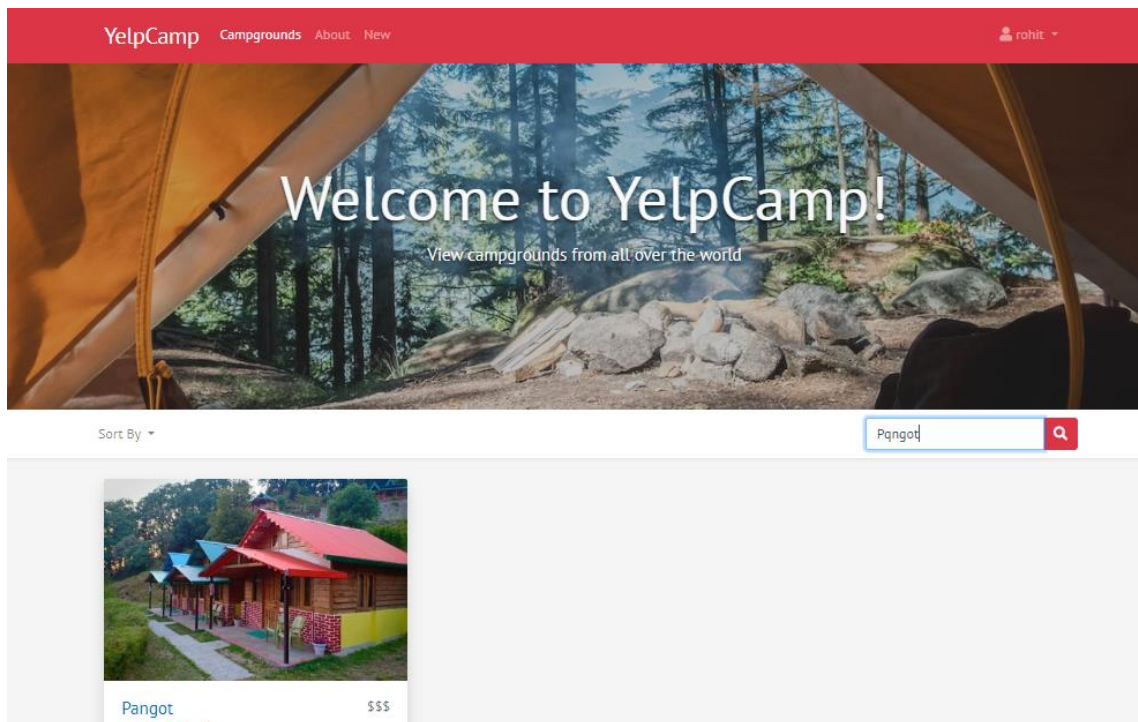 YelpCamp Campgrounds About New rohit
Welcome to YelpCamp!
View campgrounds from all over the world
Sort By Pqngot
Pangot $$$